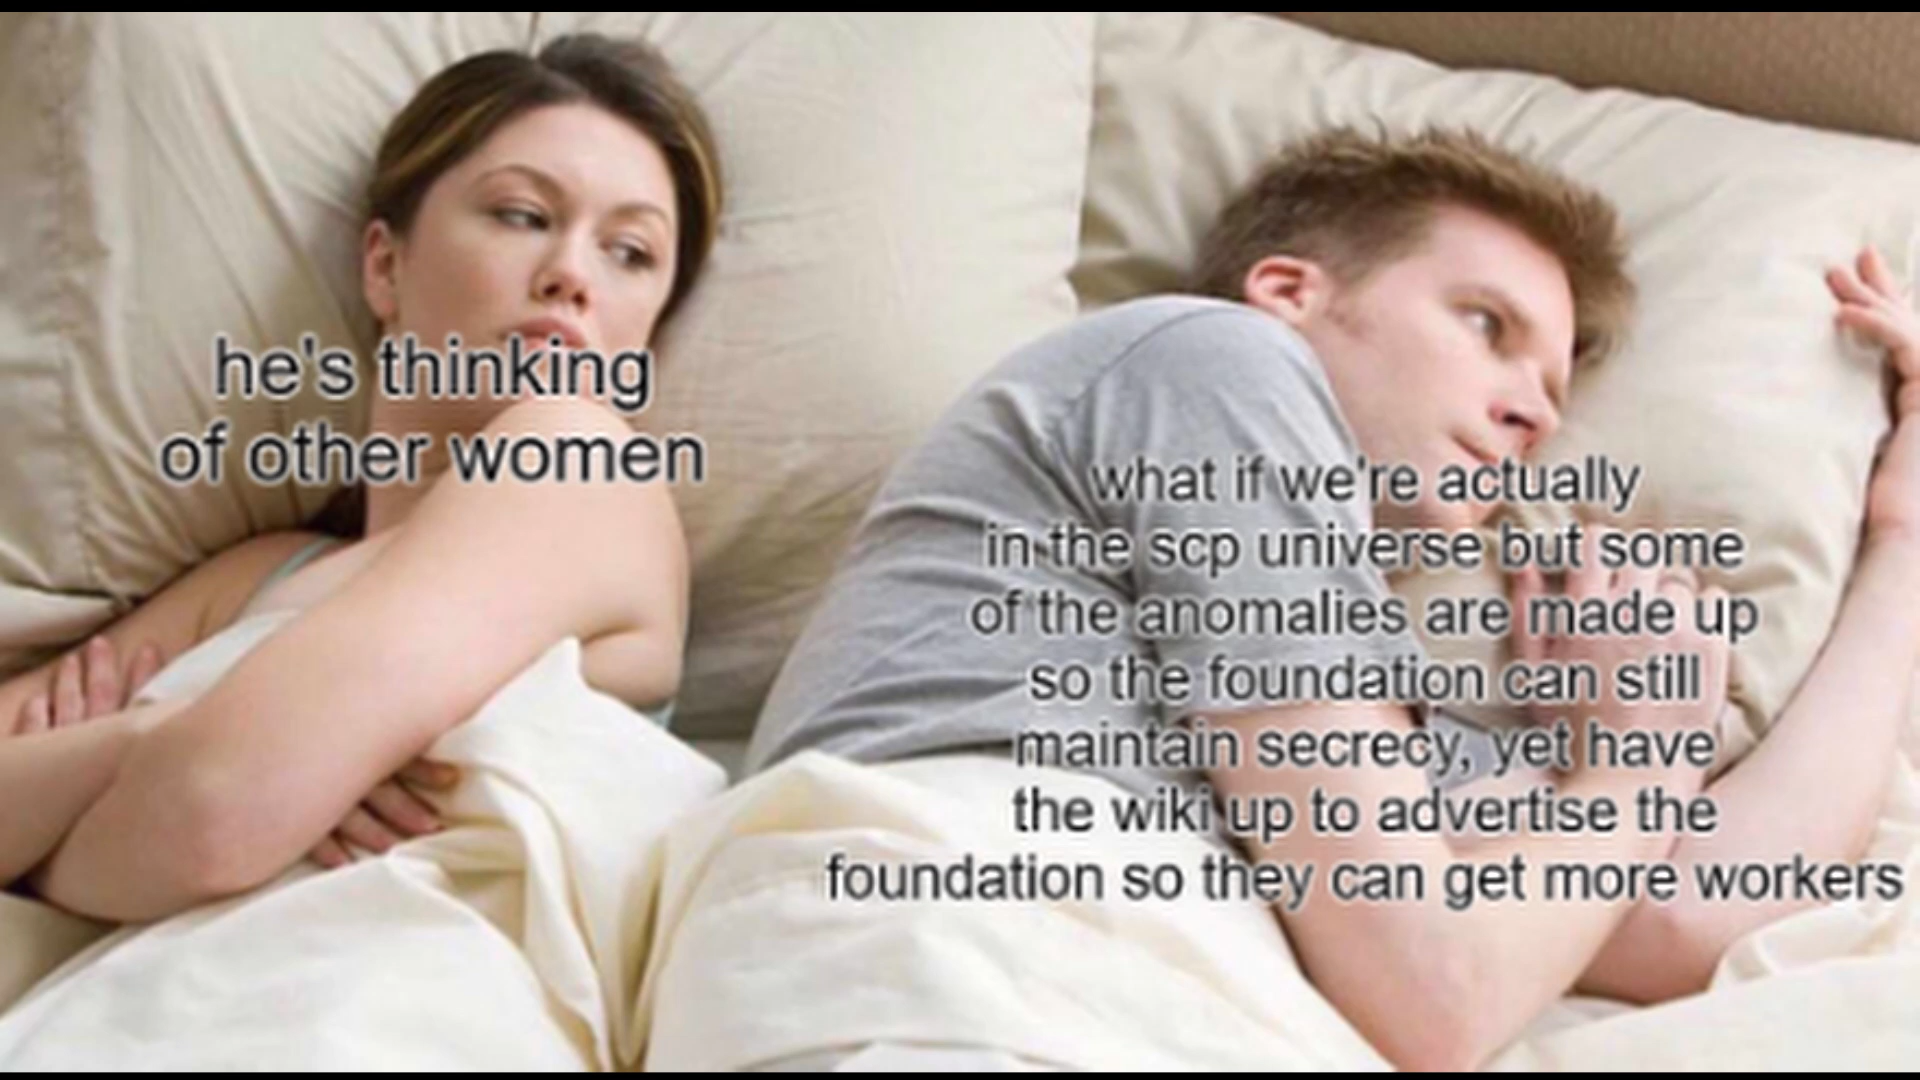 he's thinking
of other women
what if we're actually
in the scp universe but some
of the anomalies are made up
so the foundation can still
maintain secrecy, yet have
the wiki up to advertise the
foundation so they can get more workers